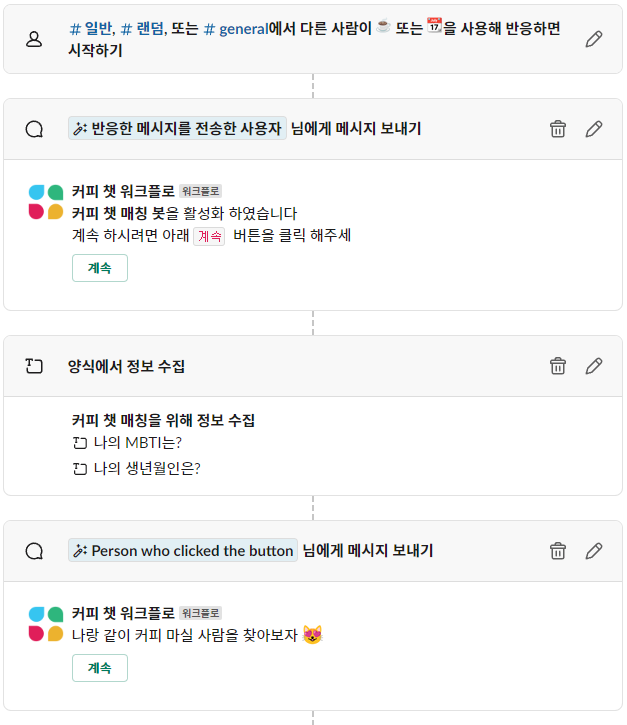 # 일반, # 랜덤, 또는 # general에서 다른 사람이 ☕ 또는 📆을 사용해 반응하면
시작하기
반응한 메시지를 전송한 사용자 님에게 메시지 보내기
커피 챗 워크플로 워크플로
커피 챗 매칭 봇을 활성화 하였습니다
계속 하시려면 아래 계속 버튼을 클릭 해주세
계속
양식에서 정보 수집
커피 챗 매칭을 위해 정보 수집
나의 MBTI는?
나의 생년월인은?
Person who clicked the button 님에게 메시지 보내기
커피 챗 워크플로 워크플로
나랑 같이 커피 마실 사람을 찾아보자 😻
계속